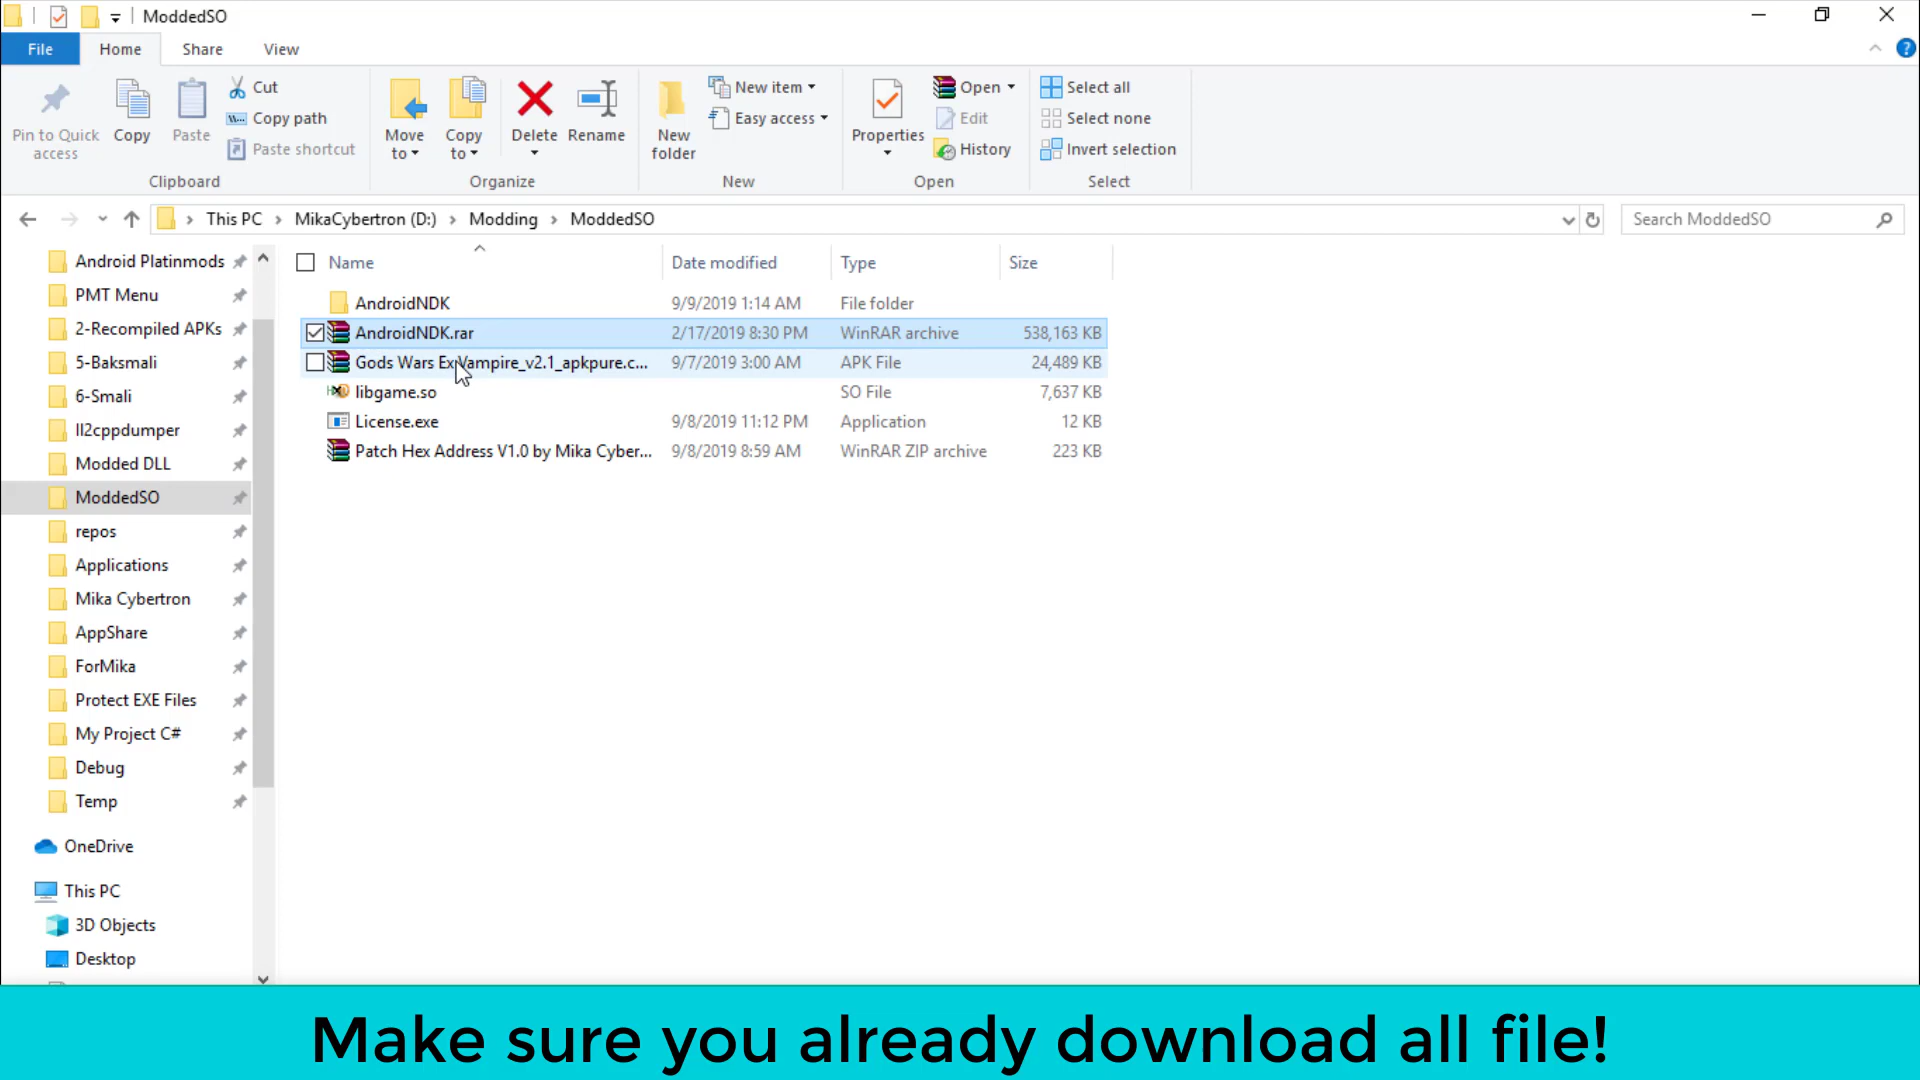 ModdedSO
File Home Share View
Pin to Quick access
Copy
Paste
Cut
Copy path
Paste shortcut
Clipboard
Move to
Copy to
Delete
Rename
Organize
New folder
New item
Easy access
New
Properties
Open
Edit
History
Open
Select all
Select none
Invert selection
Select
This PC › MikaCybertron (D:) › Modding › ModdedSO
Search ModdedSO
Android Platinmods
PMT Menu
2-Recompiled APKs
5-Baksmali
6-Smali
Il2cppdumper
Modded DLL
ModdedSO
repos
Applications
Mika Cybertron
AppShare
ForMika
Protect EXE Files
My Project C#
Debug
Temp
OneDrive
This PC
3D Objects
Desktop
Name Date modified Type Size
AndroidNDK 9/9/2019 1:14 AM File folder
AndroidNDK.rar 2/17/2019 8:30 PM WinRAR archive 538,163 KB
Gods Wars Ex Vampire_v2.1_apkpure.c... 9/7/2019 3:00 AM APK File 24,489 KB
libgame.so SO File 7,637 KB
License.exe 9/8/2019 11:12 PM Application 12 KB
Patch Hex Address V1.0 by Mika Cyber... 9/8/2019 8:59 AM WinRAR ZIP archive 223 KB
Make sure you already download all file!